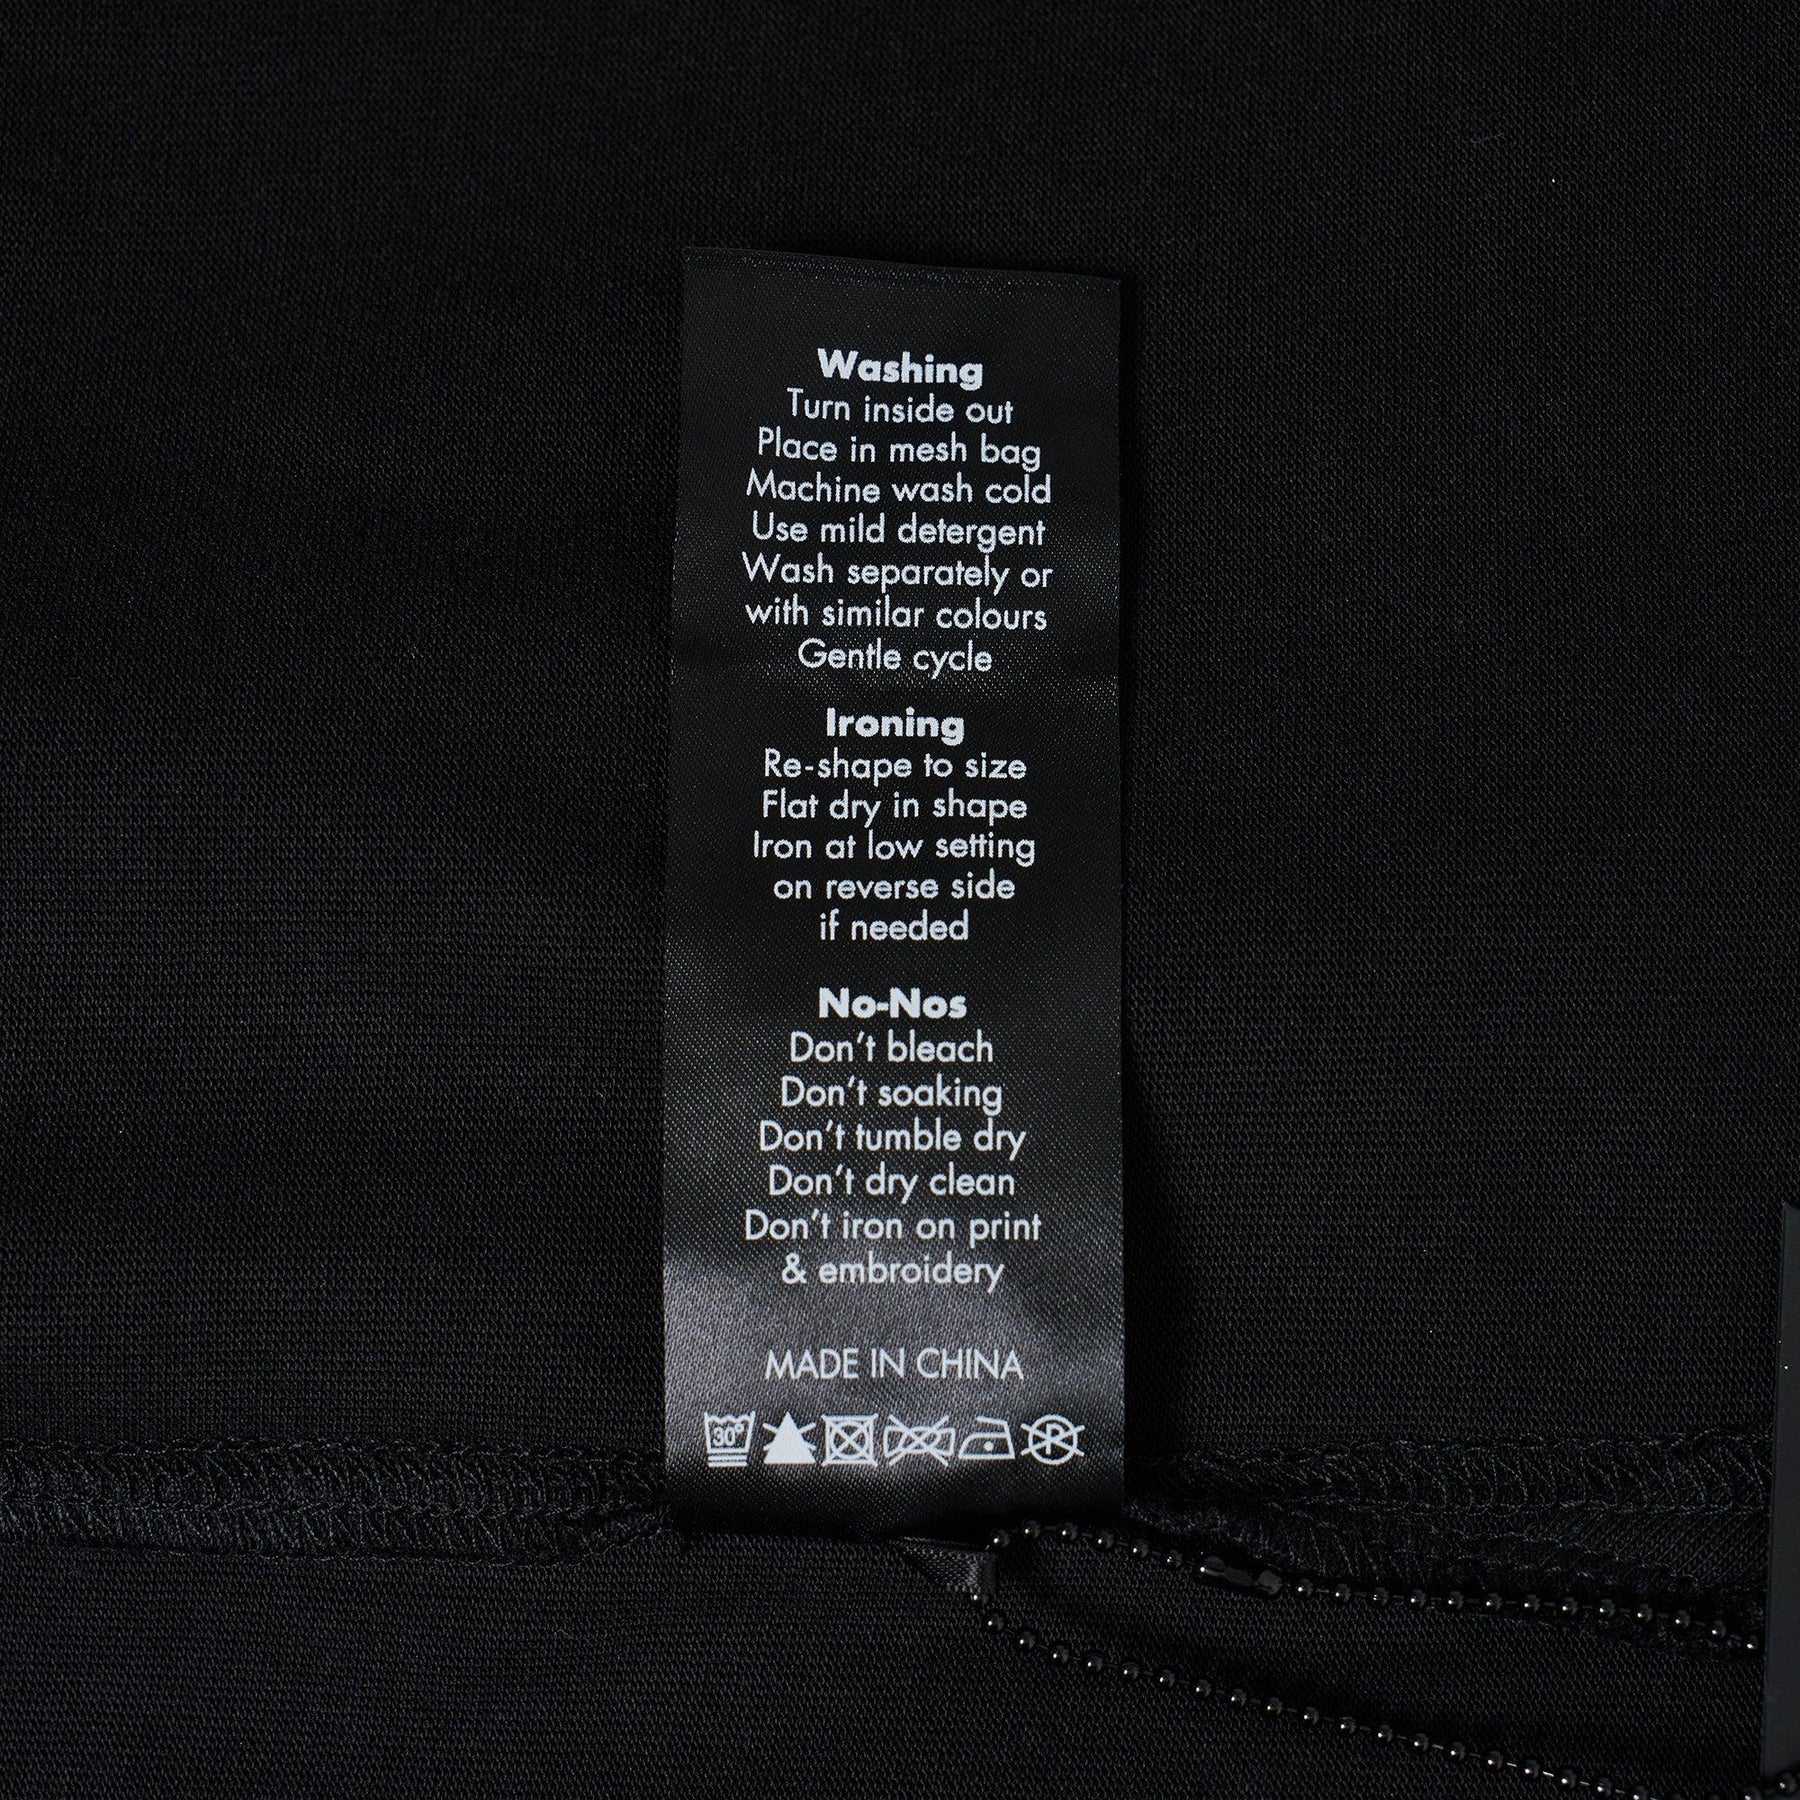 Washing
Turn inside out
Place in mesh bag
Machine wash cold
Use mild detergent
Wash separately or
with similar colours
Gentle cycle
Ironing
Re-shape to size
Flat dry in shape
Iron at low setting
on reverse side
if needed
No-Nos
Don't bleach
Don't soaking
Don't tumble dry
Don't dry clean
Don't iron on print
& embroidery
MADE IN CHINA
30° P